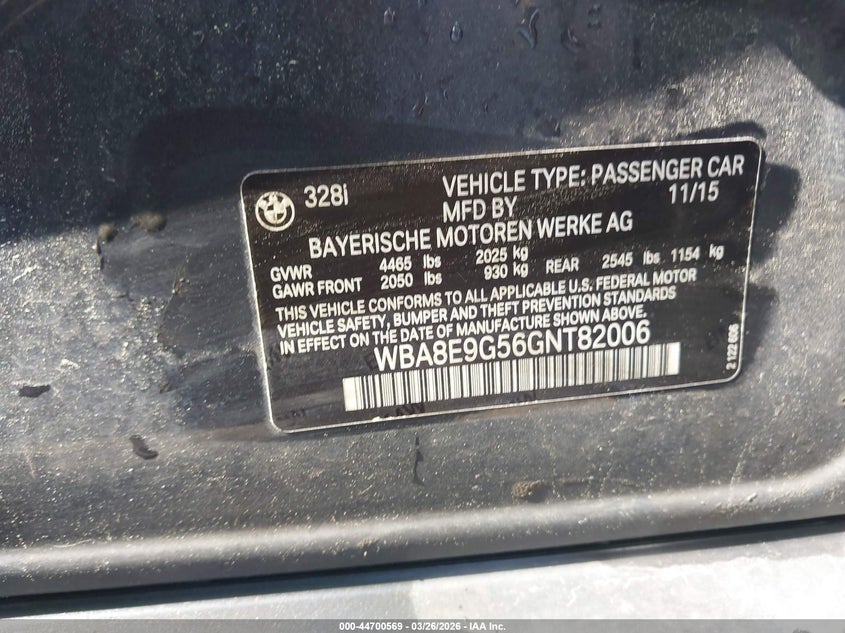 328i
VEHICLE TYPE: PASSENGER CAR
MFD BY 11/15
BAYERISCHE MOTOREN WERKE AG
GVWR 4465 lbs 2025 kg
GAWR FRONT 2050 lbs 930 kg REAR 2545 lbs 1154 kg
THIS VEHICLE CONFORMS TO ALL APPLICABLE U.S. FEDERAL MOTOR
VEHICLE SAFETY, BUMPER AND THEFT PREVENTION STANDARDS
IN EFFECT ON THE DATE OF MANUFACTURE SHOWN ABOVE.
WBA8E9G56GNT82006
2 122 606
000-44700569 | 03/26/2026 | IAA Inc.